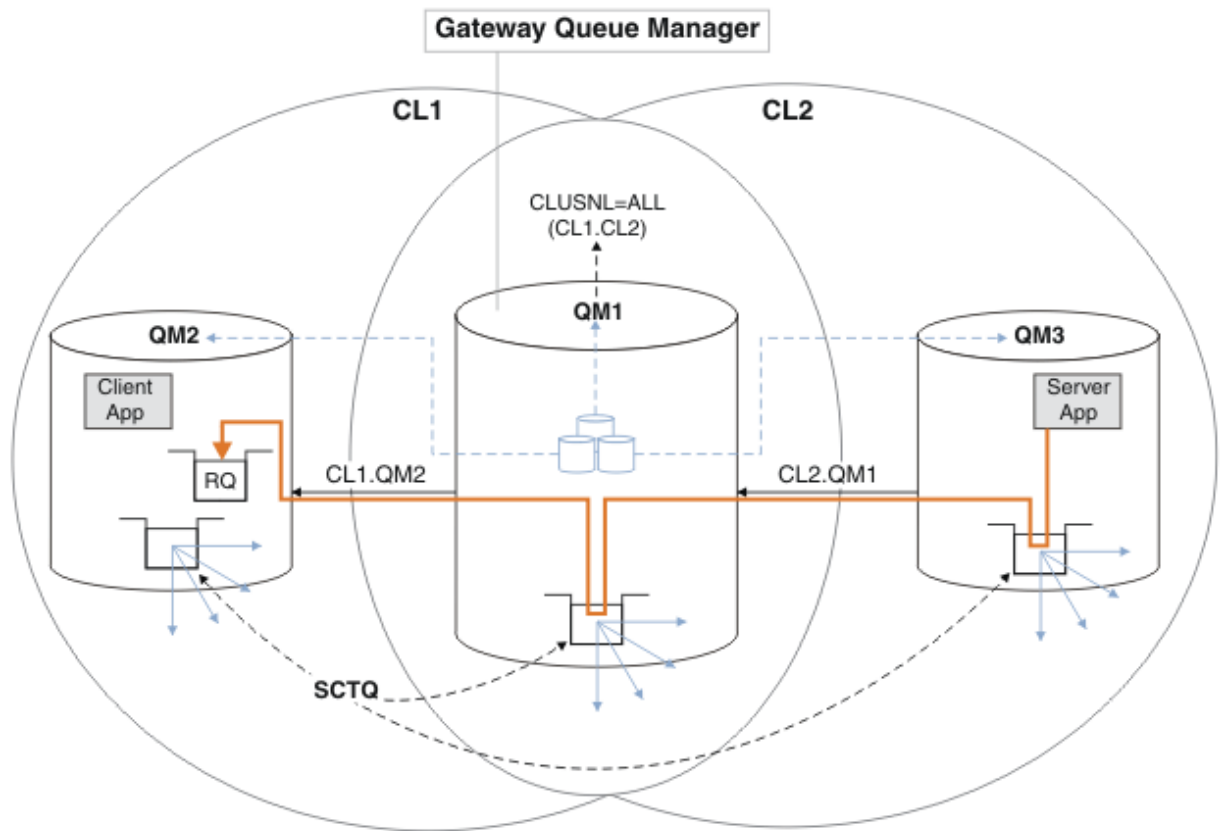 Gateway Queue Manager
CL1
CL2
CLUSNL=ALL
(CL1.CL2)
QM2
QM1
QM3
Client
App
Server
App
RQ
CL1.QM2
CL2.QM1
SCTQ